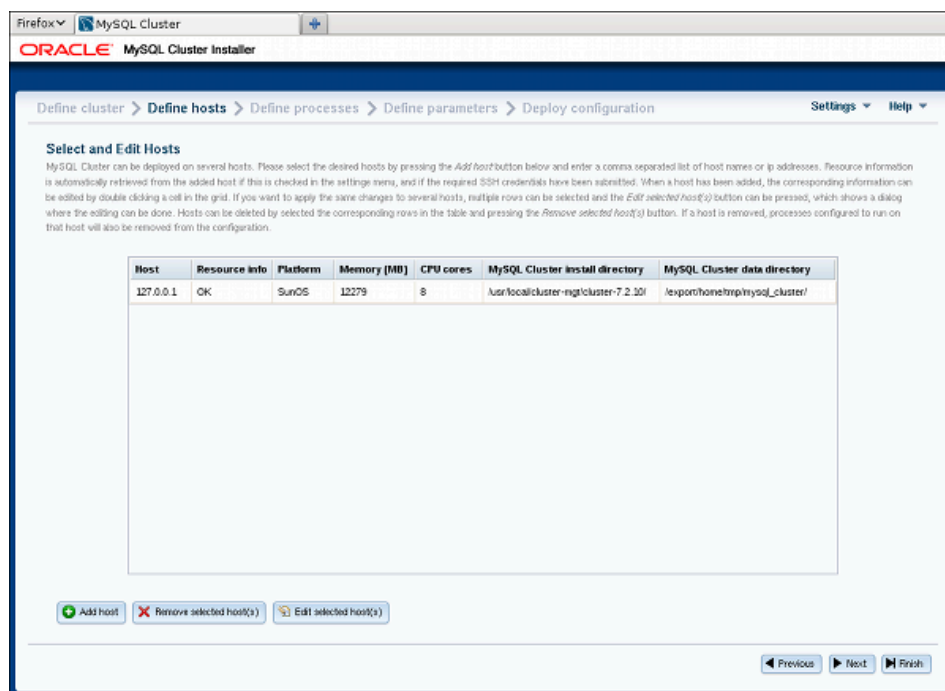 Firefox MySQL Cluster
ORACLE MySQL Cluster Installer
Define cluster Define hosts Define processes Define parameters Deploy configuration Settings Help
Select and Edit Hosts
MySQL Cluster can be deployed on several hosts. Please select the desired hosts by pressing the Add host button below and enter a comma separated list of host names or ip addresses. Resource information
is automatically retrieved from the added host if this is checked in the settings menu, and if the required SSH credentials have been submitted. When a host has been added, the corresponding information can
be edited by double clicking a cell in the grid. If you want to apply the same changes to several hosts, multiple rows can be selected and the Edit selected host(s) button can be pressed, which shows a dialog
where the editing can be done. Hosts can be deleted by selected the corresponding rows in the table and pressing the Remove selected host(s) button. If a host is removed, processes configured to run on
that host will also be removed from the configuration.
Host Resource info Platform Memory [MB] CPU cores MySQL Cluster install directory MySQL Cluster data directory
127.0.0.1 OK SunOS 12279 8 /usr/local/cluster-mgt/cluster-7.2.10/ /export/home/tmp/mysql_cluster/
Add host Remove selected host(s) Edit selected host(s)
Previous Next Finish